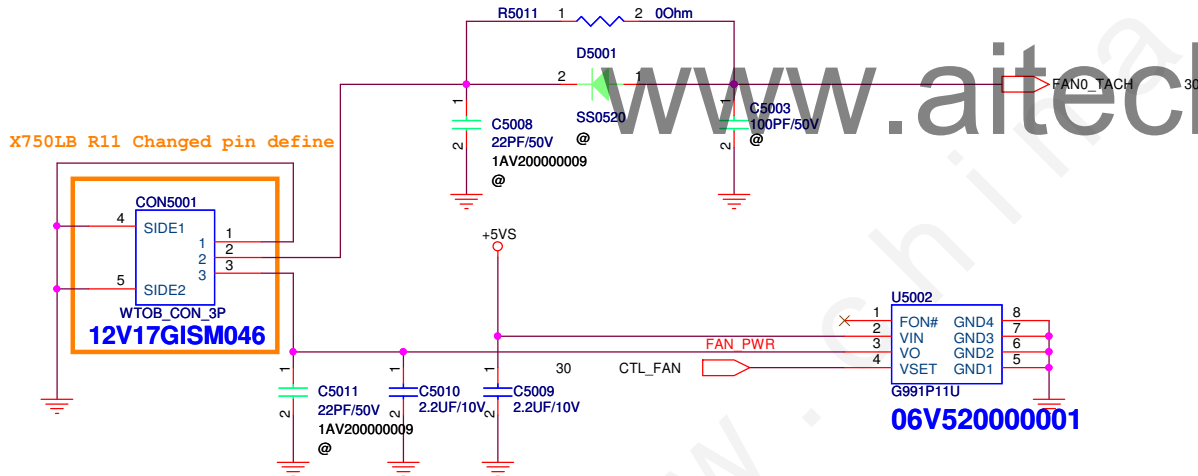 R5011 1 2 0Ohm
D5001
2 1
SS0520
@
FAN0_TACH 30
www.aitech
1
C5008
22PF/50V
2
1AV200000009
@
1
C5003
100PF/50V
2
@
X750LB R11 Changed pin define
CON5001
4 SIDE1
1 1
2 2
3 3
5 SIDE2
WTOB_CON_3P
12V17GISM046
+5VS
U5002
1 FON# GND4 8
2 VIN GND3 7
3 VO GND2 6
4 VSET GND1 5
G991P11U
06V520000001
FAN_PWR
30 CTL_FAN
1
C5011
22PF/50V
2
1AV200000009
@
1
C5010
2.2UF/10V
2
1
C5009
2.2UF/10V
2
w.china